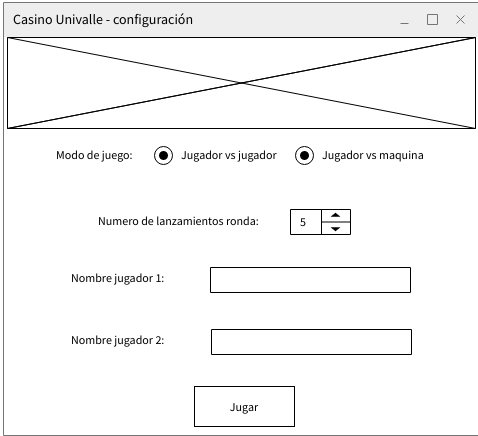 Casino Univalle - configuración
Modo de juego: Jugador vs jugador Jugador vs maquina
Numero de lanzamientos ronda: 5
Nombre jugador 1:
Nombre jugador 2:
Jugar